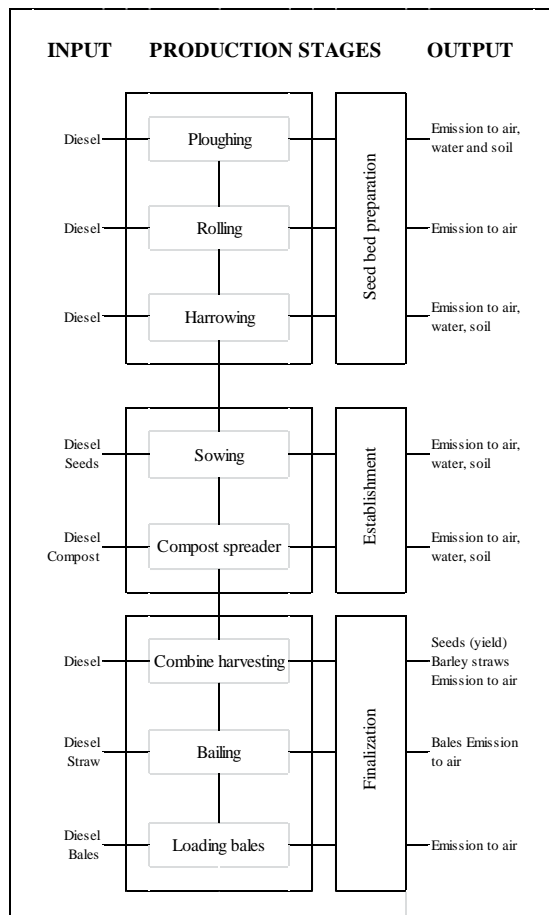 INPUT PRODUCTION STAGES OUTPUT
Diesel
Ploughing
Emission to air,
water and soil
Diesel
Rolling
Emission to air
Diesel
Harrowing
Emission to air,
water, soil
Seed bed preparation
Diesel
Seeds
Sowing
Emission to air,
water, soil
Diesel
Compost
Compost spreader
Emission to air,
water, soil
Establishment
Diesel
Combine harvesting
Seeds (yield)
Barley straws
Emission to air
Diesel
Straw
Bailing
Bales Emission
to air
Diesel
Bales
Loading bales
Emission to air
Finalization